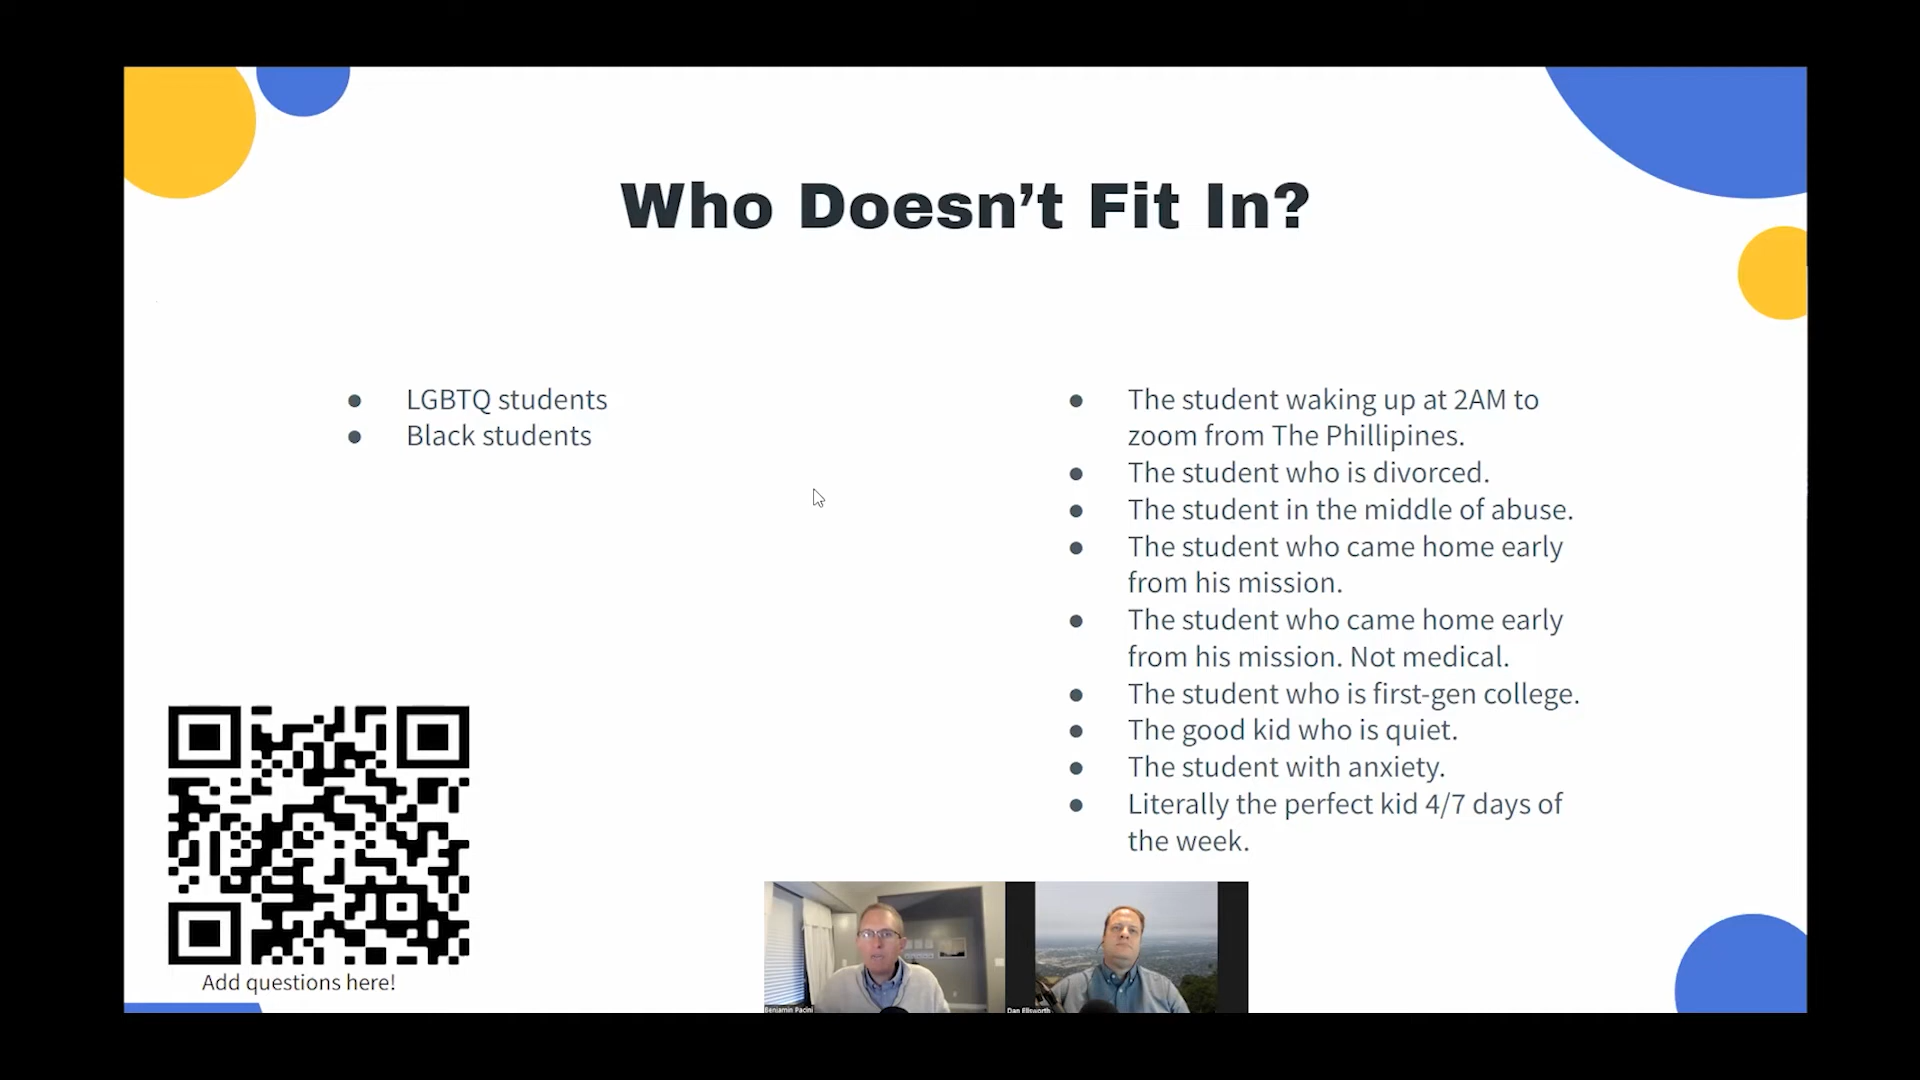 Who Doesn’t Fit In?
LGBTQ students
Black students
The student waking up at 2AM to
zoom from The Phillipines.
The student who is divorced.
The student in the middle of abuse.
The student who came home early
from his mission.
The student who came home early
from his mission. Not medical.
The student who is first-gen college.
The good kid who is quiet.
The student with anxiety.
Literally the perfect kid 4/7 days of
the week.
Add questions here!
Benjamin Pacini
Dan Ellsworth